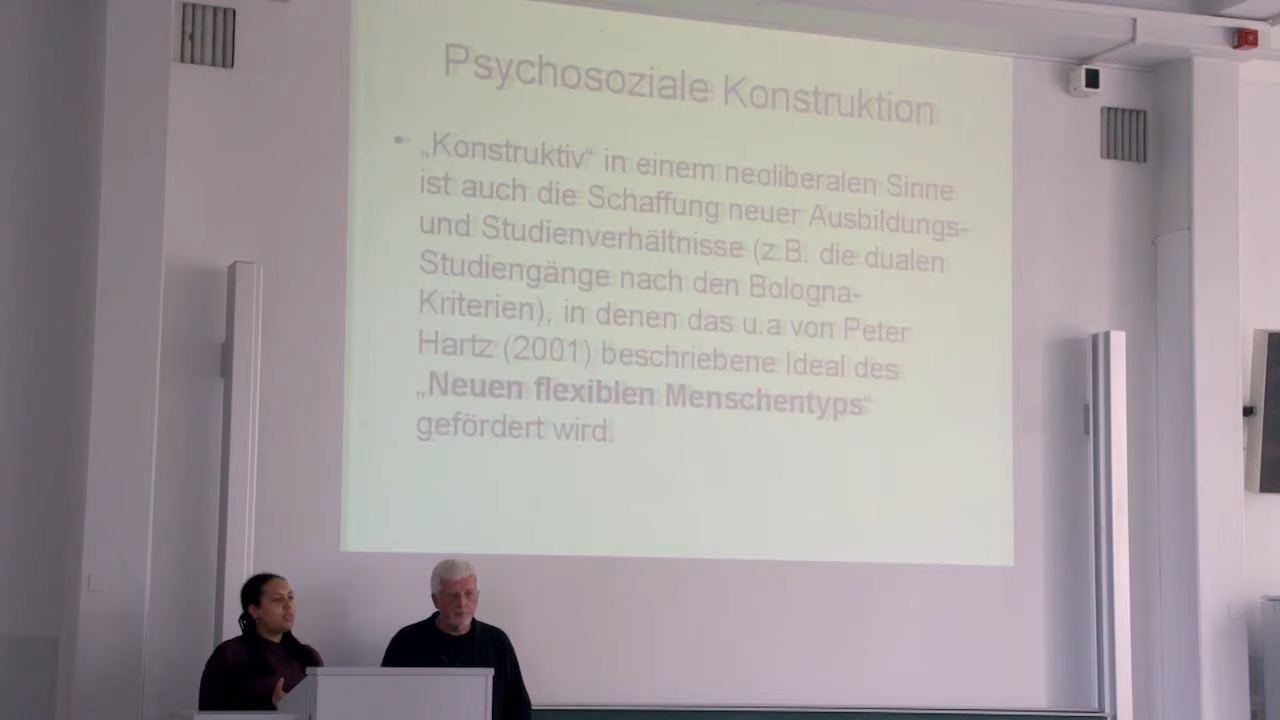 Psychosoziale Konstruktion
• „Konstruktiv“ in einem neoliberalen Sinne
ist auch die Schaffung neuer Ausbildungs-
und Studienverhältnisse (z.B. die dualen
Studiengänge nach den Bologna-
Kriterien), in denen das u.a von Peter
Hartz (2001) beschriebene Ideal des
„Neuen flexiblen Menschentyps“
gefördert wird.